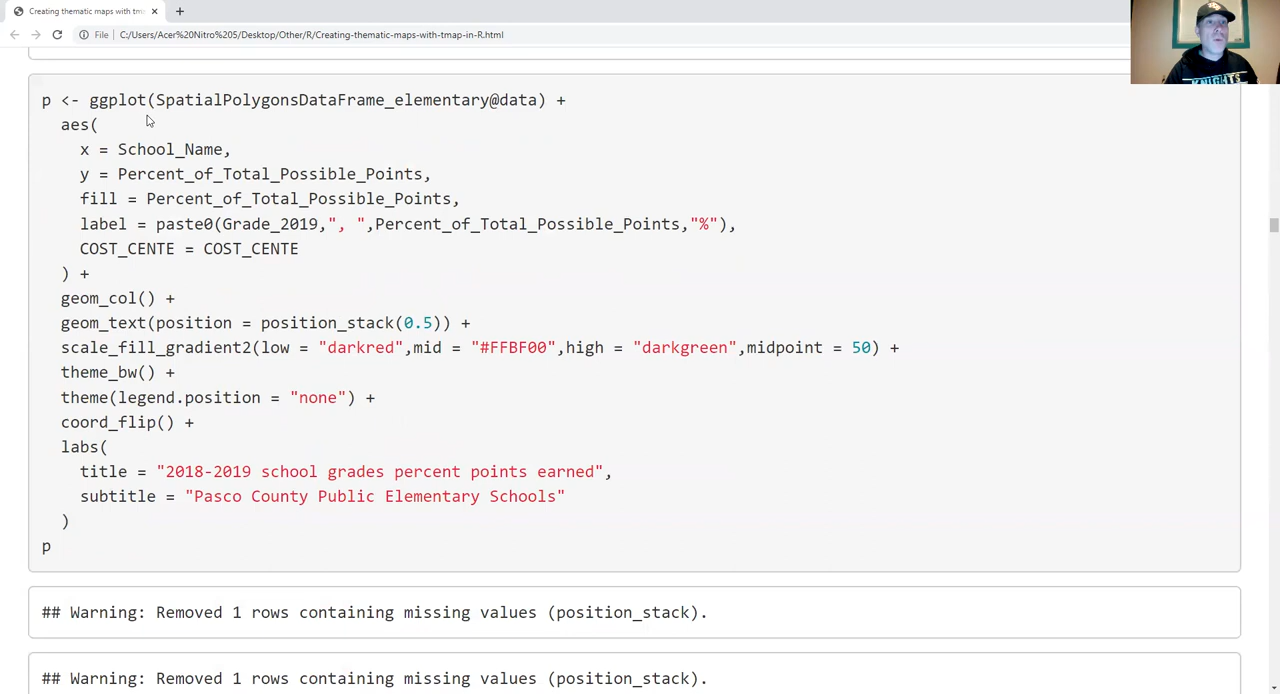 Creating thematic maps with tma
File
C:/Users/Acer%20Nitro%205/Desktop/Other/R/Creating-thematic-maps-with-tmap-in-R.html
KNIGHTS
p <- ggplot(SpatialPolygonsDataFrame_elementary@data) +
aes(
x = School_Name,
y = Percent_of_Total_Possible_Points,
fill = Percent_of_Total_Possible_Points,
label = paste0(Grade_2019,", ",Percent_of_Total_Possible_Points,"%"),
COST_CENTE = COST_CENTE
) +
geom_col() +
geom_text(position = position_stack(0.5)) +
scale_fill_gradient2(low = "darkred",mid = "#FFBF00",high = "darkgreen",midpoint = 50) +
theme_bw() +
theme(legend.position = "none") +
coord_flip() +
labs(
title = "2018-2019 school grades percent points earned",
subtitle = "Pasco County Public Elementary Schools"
)
p
## Warning: Removed 1 rows containing missing values (position_stack).
## Warning: Removed 1 rows containing missing values (position_stack).